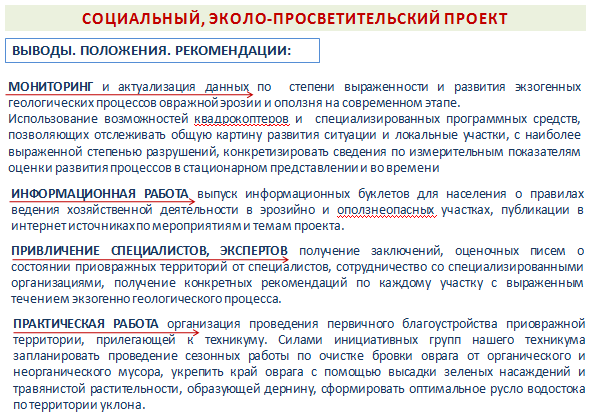 СОЦИАЛЬНЫЙ, ЭКОЛО-ПРОСВЕТИТЕЛЬСКИЙ ПРОЕКТ
ВЫВОДЫ. ПОЛОЖЕНИЯ. РЕКОМЕНДАЦИИ:
МОНИТОРИНГ и актуализация данных по степени выраженности и развития экзогенных
геологических процессов овражной эрозии и оползня на современном этапе.
Использование возможностей квадрокоптеров и специализированных программных средств,
позволяющих отслеживать общую картину развития ситуации и локальные участки, с наиболее
выраженной степенью разрушений, конкретизировать сведения по измерительным показателям
оценки развития процессов в стационарном представлении и во времени
ИНФОРМАЦИОННАЯ РАБОТА выпуск информационных буклетов для населения о правилах
ведения хозяйственной деятельности в эрозийно и оползнеопасных участках, публикации в
интернет источниках по мероприятиям и темам проекта.
ПРИВЛИЧЕНИЕ СПЕЦИАЛИСТОВ, ЭКСПЕРТОВ получение заключений, оценочных писем о
состоянии приовражных территорий от специалистов, сотрудничество со специализированными
организациями, получение конкретных рекомендаций по каждому участку с выраженным
течением экзогенно геологического процесса.
ПРАКТИЧЕСКАЯ РАБОТА организация проведения первичного благоустройства приовражной
территории, прилегающей к техникуму. Силами инициативных групп нашего техникума
запланировать проведение сезонных работы по очистке бровки оврага от органического и
неорганического мусора, укрепить край оврага с помощью высадки зеленых насаждений и
травянистой растительности, образующей дернину, сформировать оптимальное русло водостока
по территории уклона.